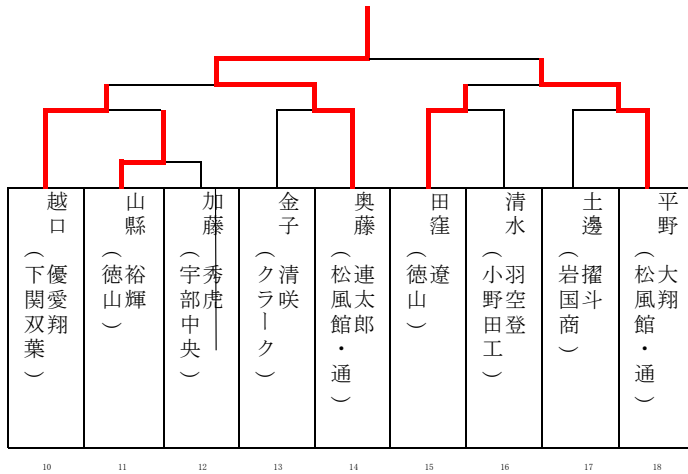 越口 優愛翔
(下関双葉)
山縣 裕輝
(徳山)
加藤 秀虎
(宇部中央)
金子 清咲
(クラーク)
奥藤 連太郎
(松風館・通)
田窪 遼
(徳山)
清水 羽空登
(小野田工)
土邊 擢斗
(岩国商)
平野 大翔
(松風館・通)
10
11
12
13
14
15
16
17
18